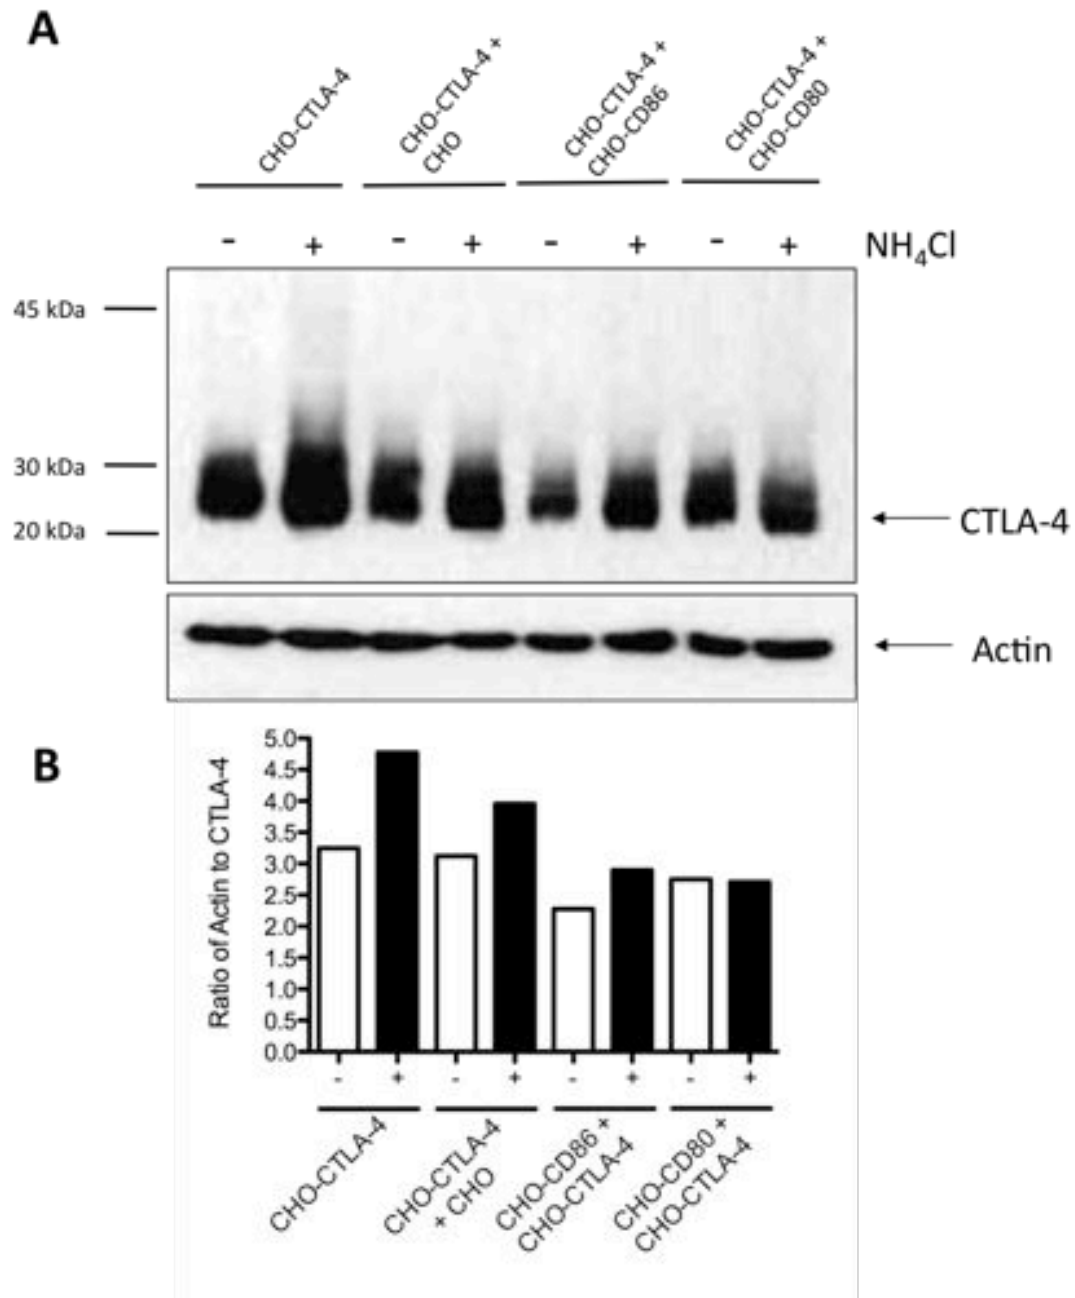 A
CHO-CTLA-4
CHO-CTLA-4 +
CHO
CHO-CTLA-4 +
CHO-CD86
CHO-CTLA-4 +
CHO-CD80
- + - + - + - + NH₄Cl
45 kDa
30 kDa
20 kDa
CTLA-4
Actin
B
Ratio of Actin to CTLA-4
5.0
4.5
4.0
3.5
3.0
2.5
2.0
1.5
1.0
0.5
0.0
- + - + - + - +
CHO-CTLA-4
CHO-CTLA-4
+ CHO
CHO-CD86 +
CHO-CTLA-4
CHO-CD80 +
CHO-CTLA-4